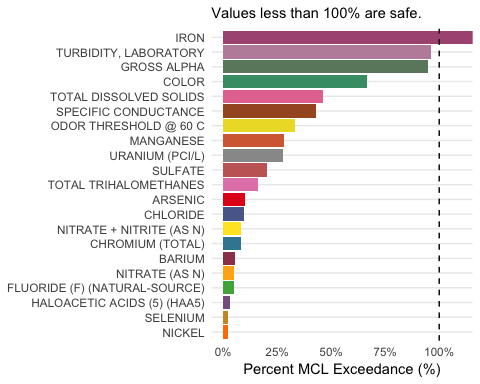 Values less than 100% are safe.
IRON
TURBIDITY, LABORATORY
GROSS ALPHA
COLOR
TOTAL DISSOLVED SOLIDS
SPECIFIC CONDUCTANCE
ODOR THRESHOLD @ 60 C
MANGANESE
URANIUM (PCI/L)
SULFATE
TOTAL TRIHALOMETHANES
ARSENIC
CHLORIDE
NITRATE + NITRITE (AS N)
CHROMIUM (TOTAL)
BARIUM
NITRATE (AS N)
FLUORIDE (F) (NATURAL-SOURCE)
HALOACETIC ACIDS (5) (HAA5)
SELENIUM
NICKEL
0% 25% 50% 75% 100%
Percent MCL Exceedance (%)